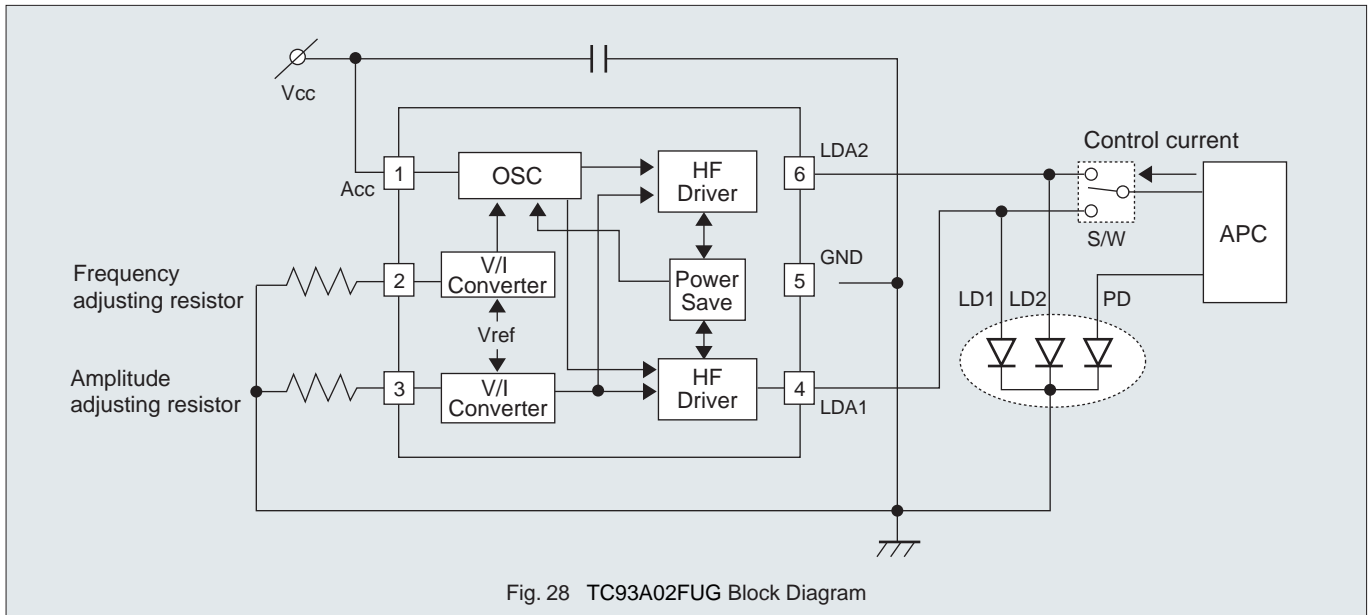 Vcc
Acc
1
OSC
HF
Driver
6
LDA2
Control current
S/W
APC
Frequency
adjusting resistor
2
V/I
Converter
Power
Save
5
GND
Vref
LD1
LD2
PD
Amplitude
adjusting resistor
3
V/I
Converter
HF
Driver
4
LDA1
Fig. 28 TC93A02FUG Block Diagram